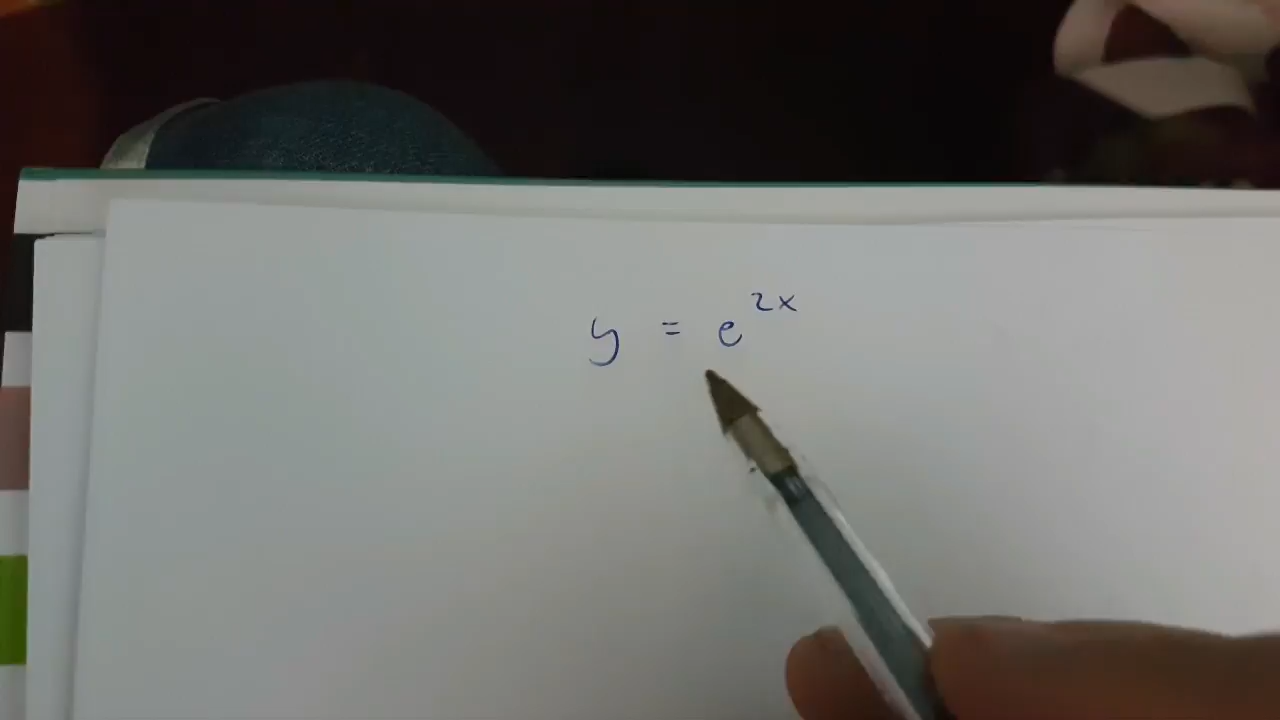 y = e^{2x}